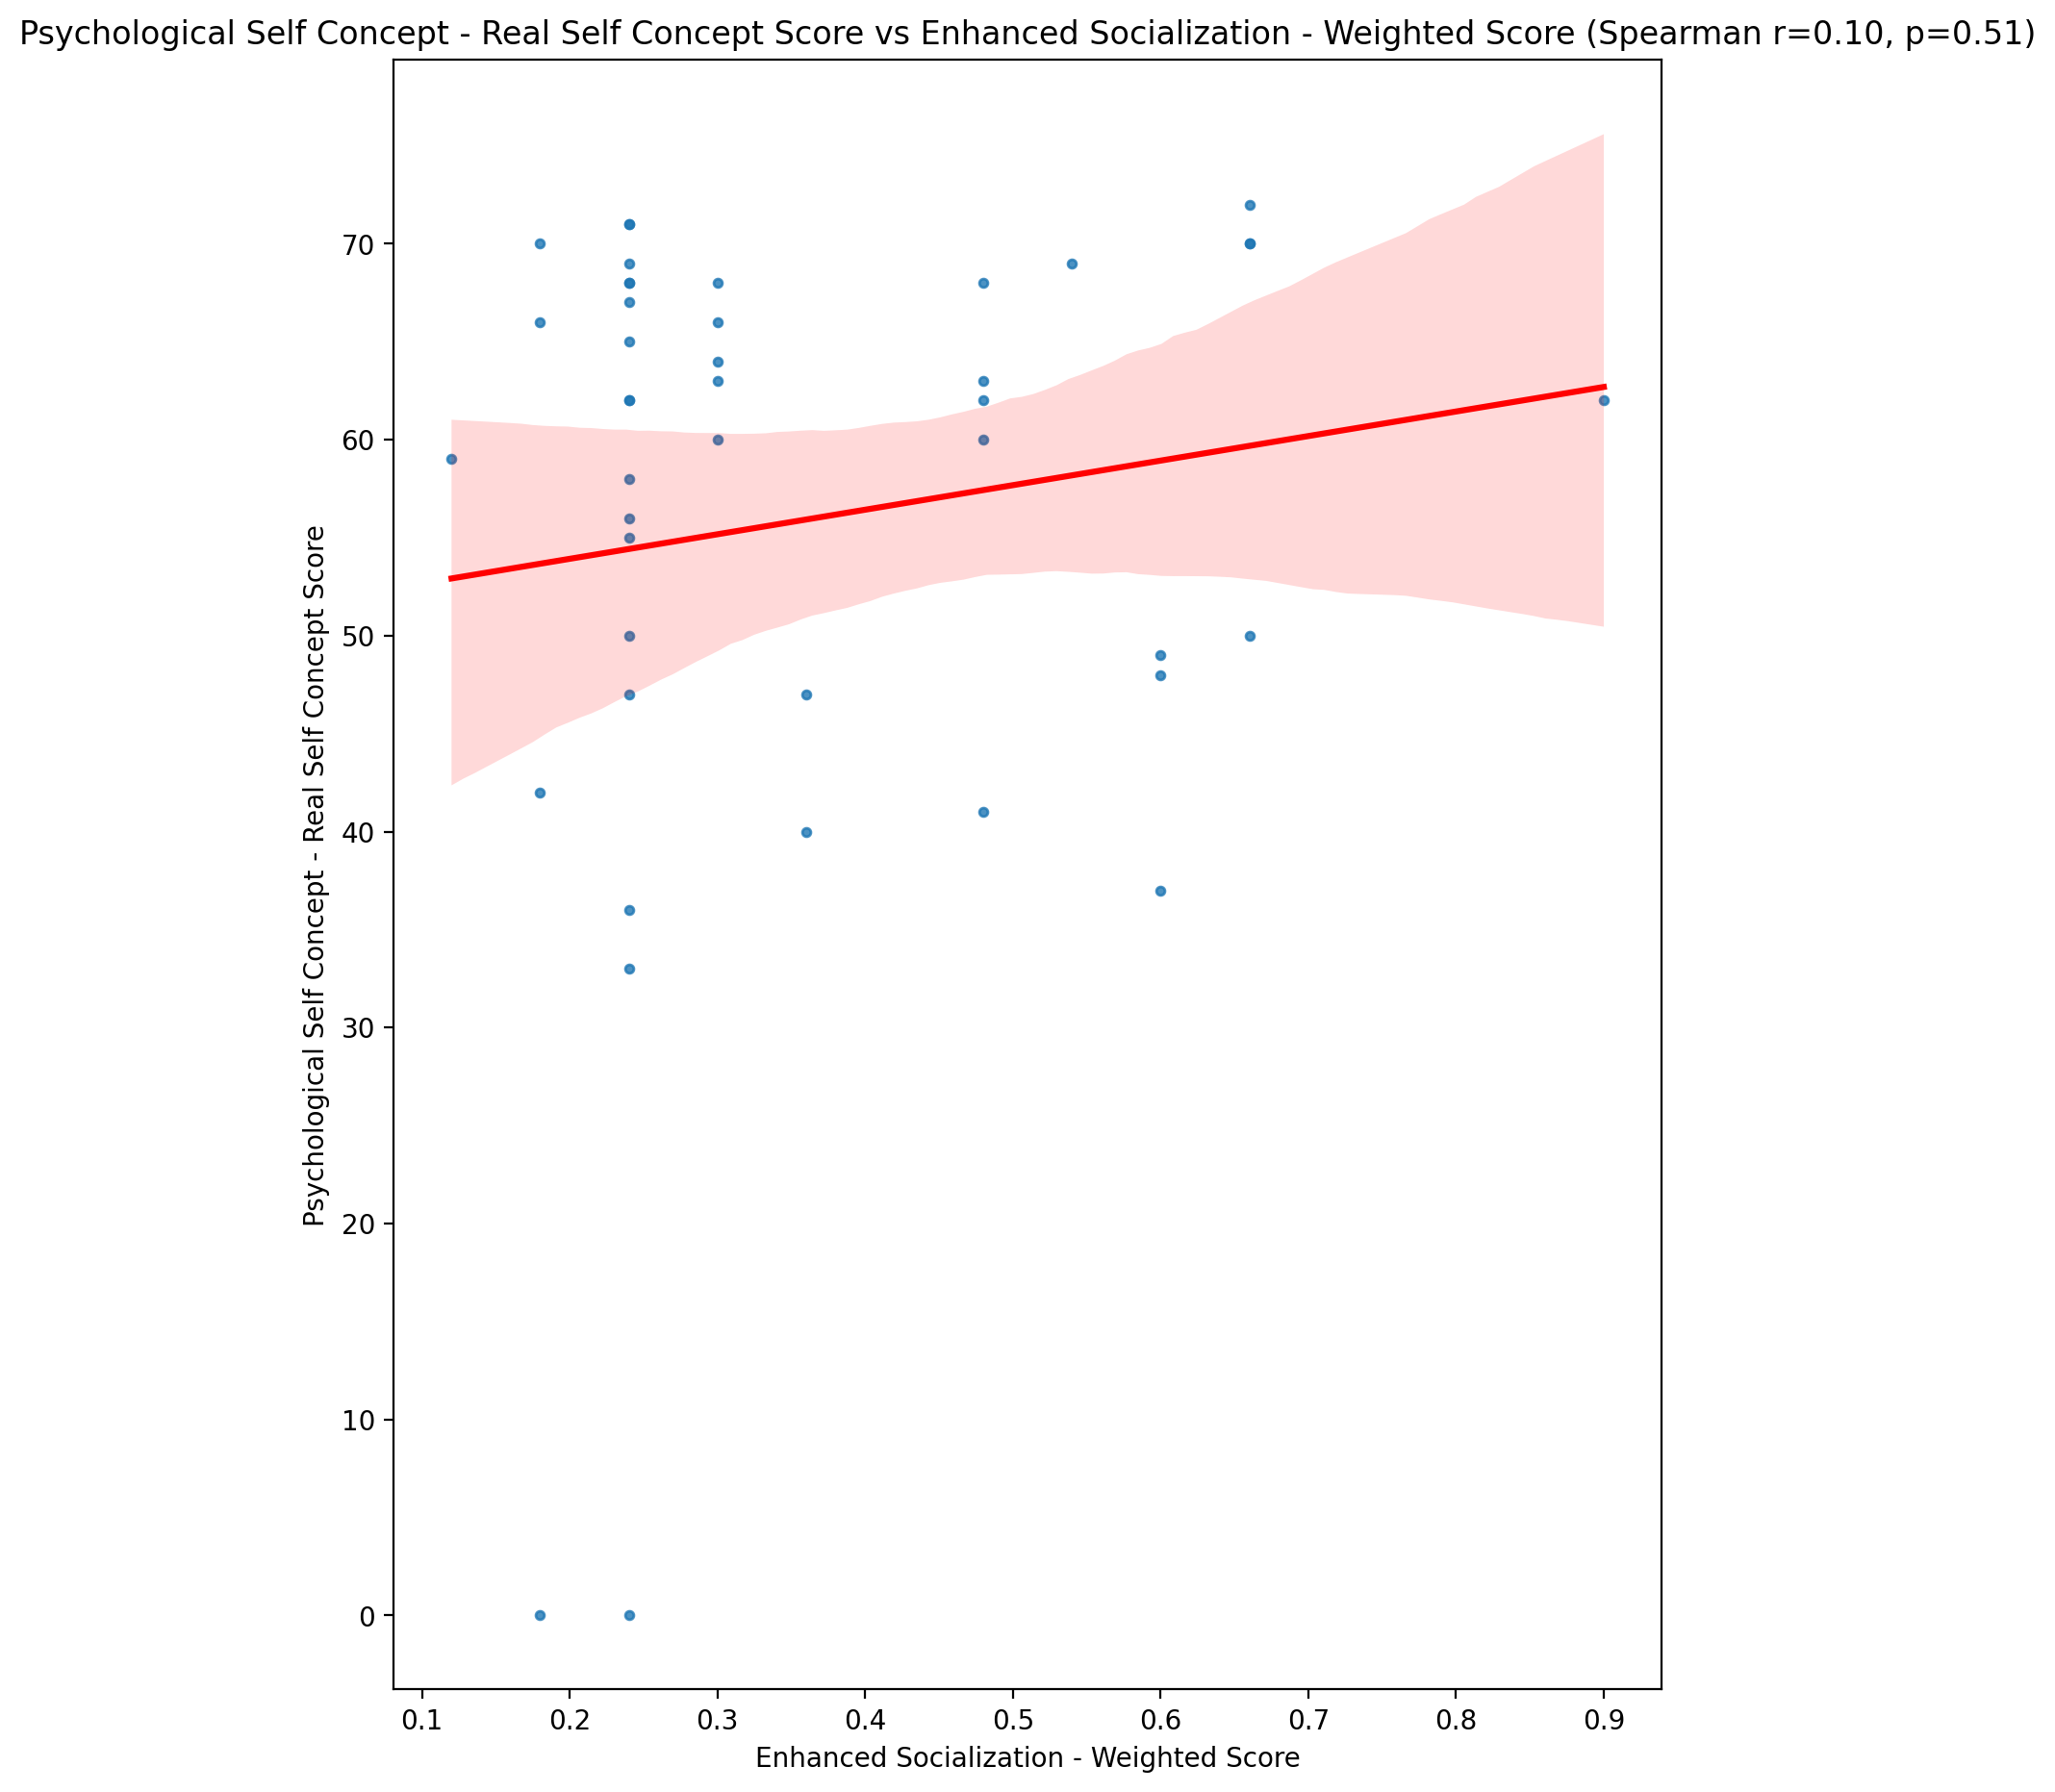 Psychological Self Concept - Real Self Concept Score vs Enhanced Socialization - Weighted Score (Spearman r=0.10, p=0.51)
Psychological Self Concept - Real Self Concept Score
70
60
50
40
30
20
10
0
0.1 0.2 0.3 0.4 0.5 0.6 0.7 0.8 0.9
Enhanced Socialization - Weighted Score